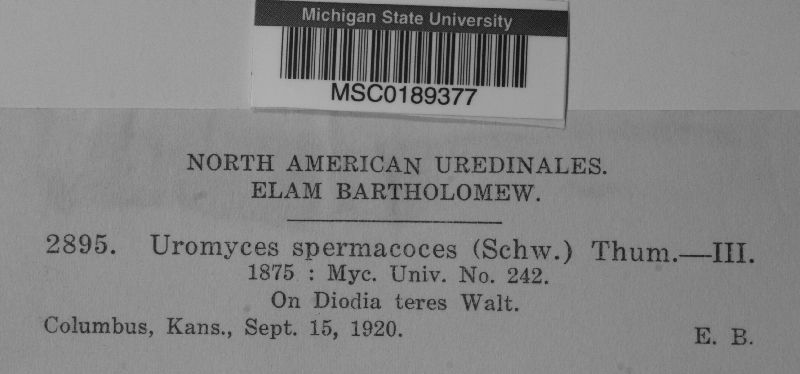 Michigan State University
MSC0189377
NORTH AMERICAN UREDINALES.
ELAM BARTHOLOMEW.
2895. Uromyces spermacoces (Schw.) Thum.—III.
1875 : Myc. Univ. No. 242.
On Diodia teres Walt.
Columbus, Kans., Sept. 15, 1920. E. B.